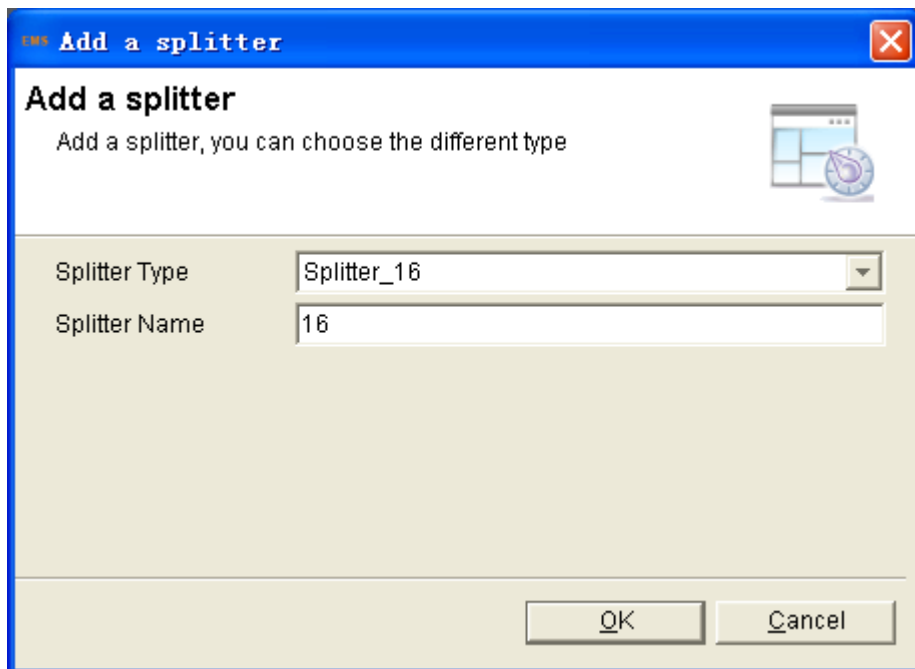 EMS Add a splitter
Add a splitter
Add a splitter, you can choose the different type
Splitter Type Splitter_16
Splitter Name 16
OK Cancel